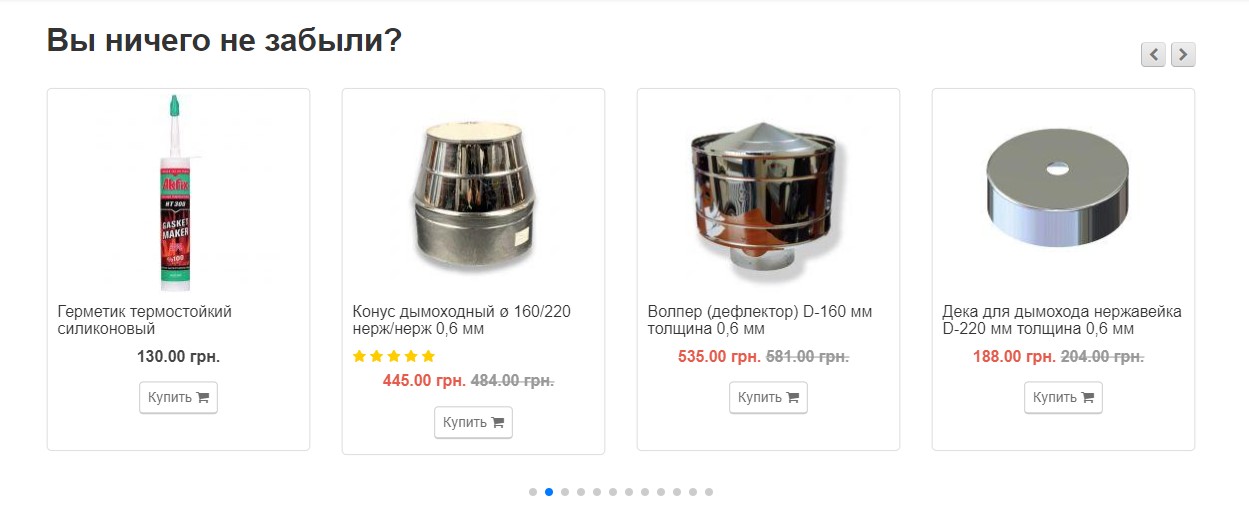 Вы ничего не забыли?
Akfix
HT 300
GASKET
MAKER
%100
Герметик термостойкий
силиконовый
130.00 грн.
Купить
Конус дымоходный ø 160/220
нерж/нерж 0,6 мм
445.00 грн. 484.00 грн.
Купить
Волпер (дефлектор) D-160 мм
толщина 0,6 мм
535.00 грн. 581.00 грн.
Купить
Дека для дымохода нержавейка
D-220 мм толщина 0,6 мм
188.00 грн. 204.00 грн.
Купить